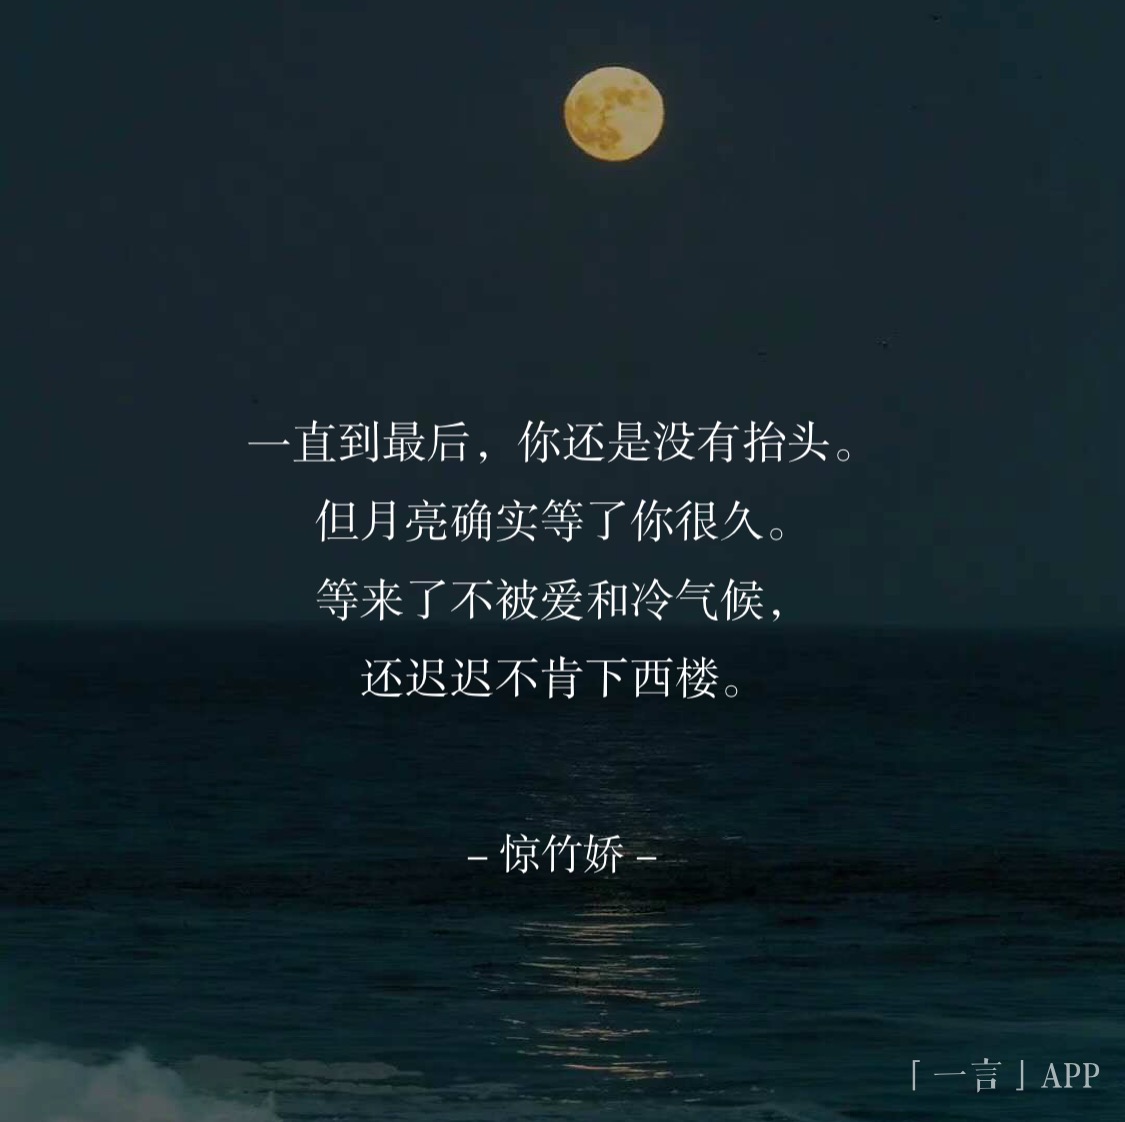 一直到最后，你还是没有抬头。
但月亮确实等了你很久。
等来了不被爱和冷气候，
还迟迟不肯下西楼。
– 惊竹娇 –
「一言」APP